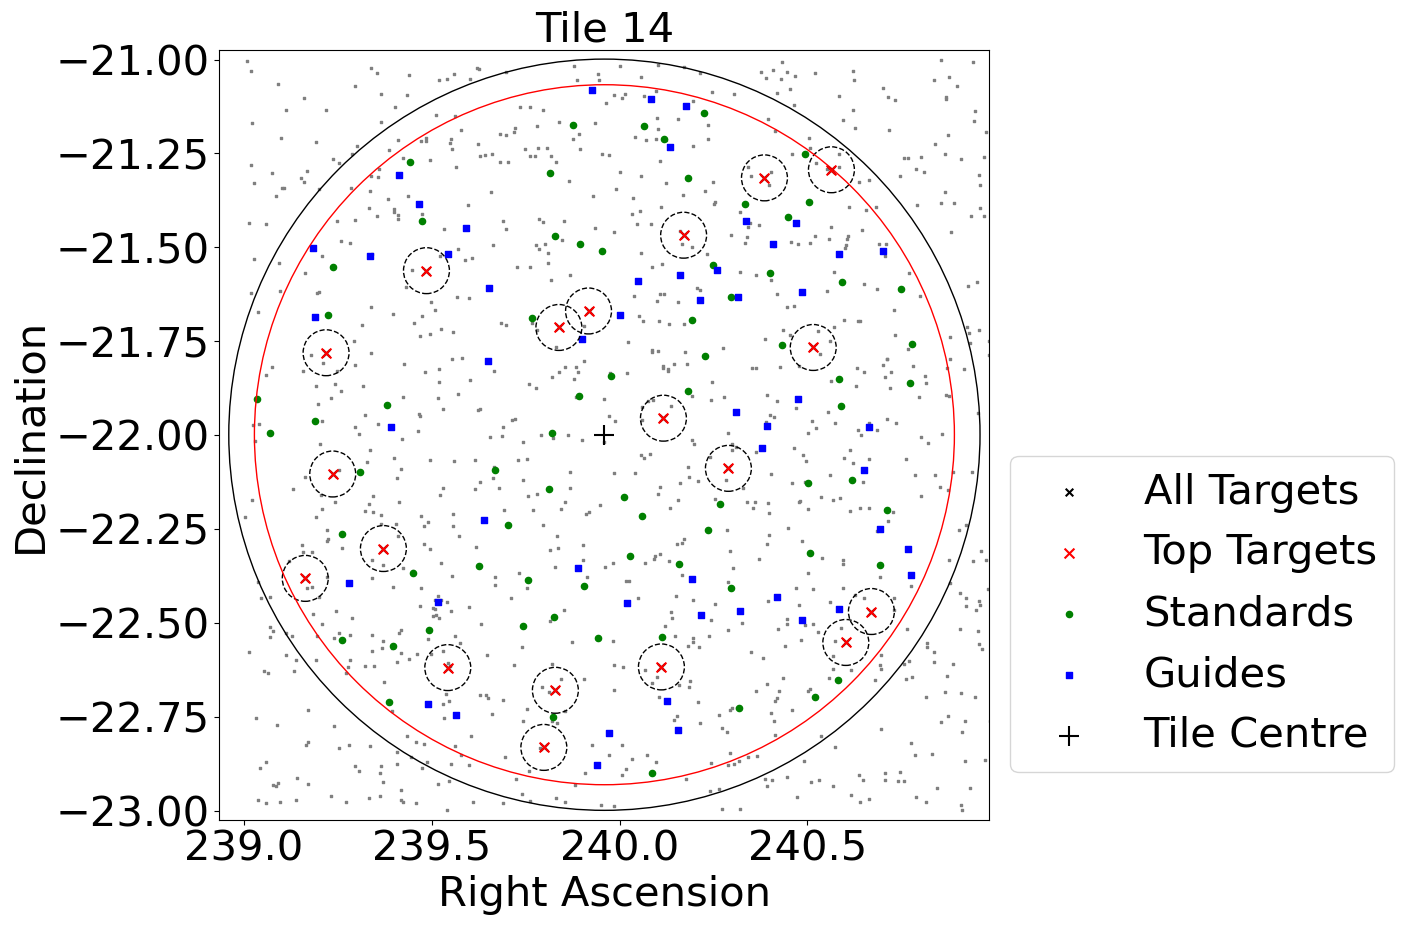 Tile 14
−21.00
−21.25
−21.50
−21.75
−22.00
−22.25
−22.50
−22.75
−23.00
Declination
239.0 239.5 240.0 240.5
Right Ascension
All Targets
Top Targets
Standards
Guides
Tile Centre